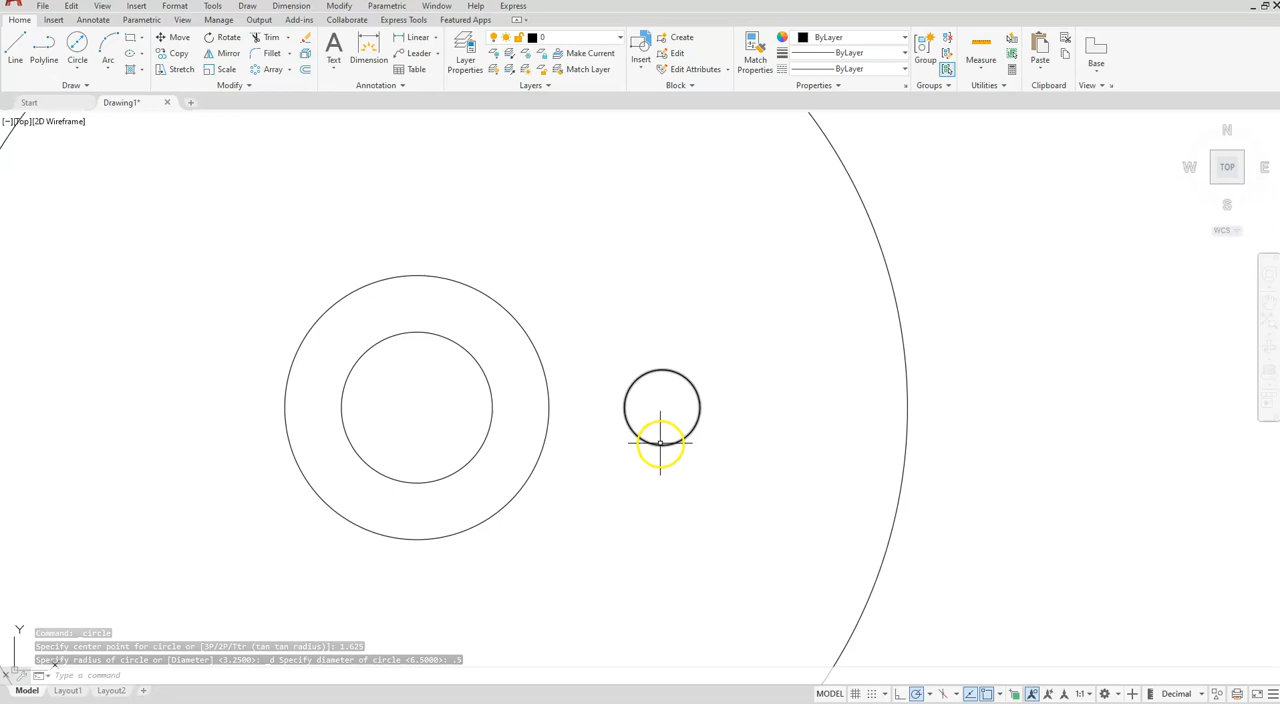 File Edit View Insert Format Tools Draw Dimension Modify Parametric Window Help Express
Home Insert Annotate Parametric View Manage Output Add-ins Collaborate Express Tools Featured Apps
Line Polyline Circle Arc
Move Rotate Trim
Copy Mirror Fillet
Stretch Scale Array
Text Dimension
Linear
Leader
Table
Layer Properties
0
Make Current
Match Layer
Insert
Create
Edit
Edit Attributes
Match Properties
ByLayer
ByLayer
ByLayer
Group
Measure
Paste
Base
Draw Modify Annotation Layers Block Properties Groups Utilities Clipboard View
Start Drawing1*
[−][Top][2D Wireframe]
N
W TOP E
S
WCS
Y
Command: _circle
Specify center point for circle or [3P/2P/Ttr (tan tan radius)]: 1.625
Specify radius of circle or [Diameter] <3.2500>: _d Specify diameter of circle <6.5000>: .5
Type a command
Model Layout1 Layout2
MODEL 1:1 Decimal